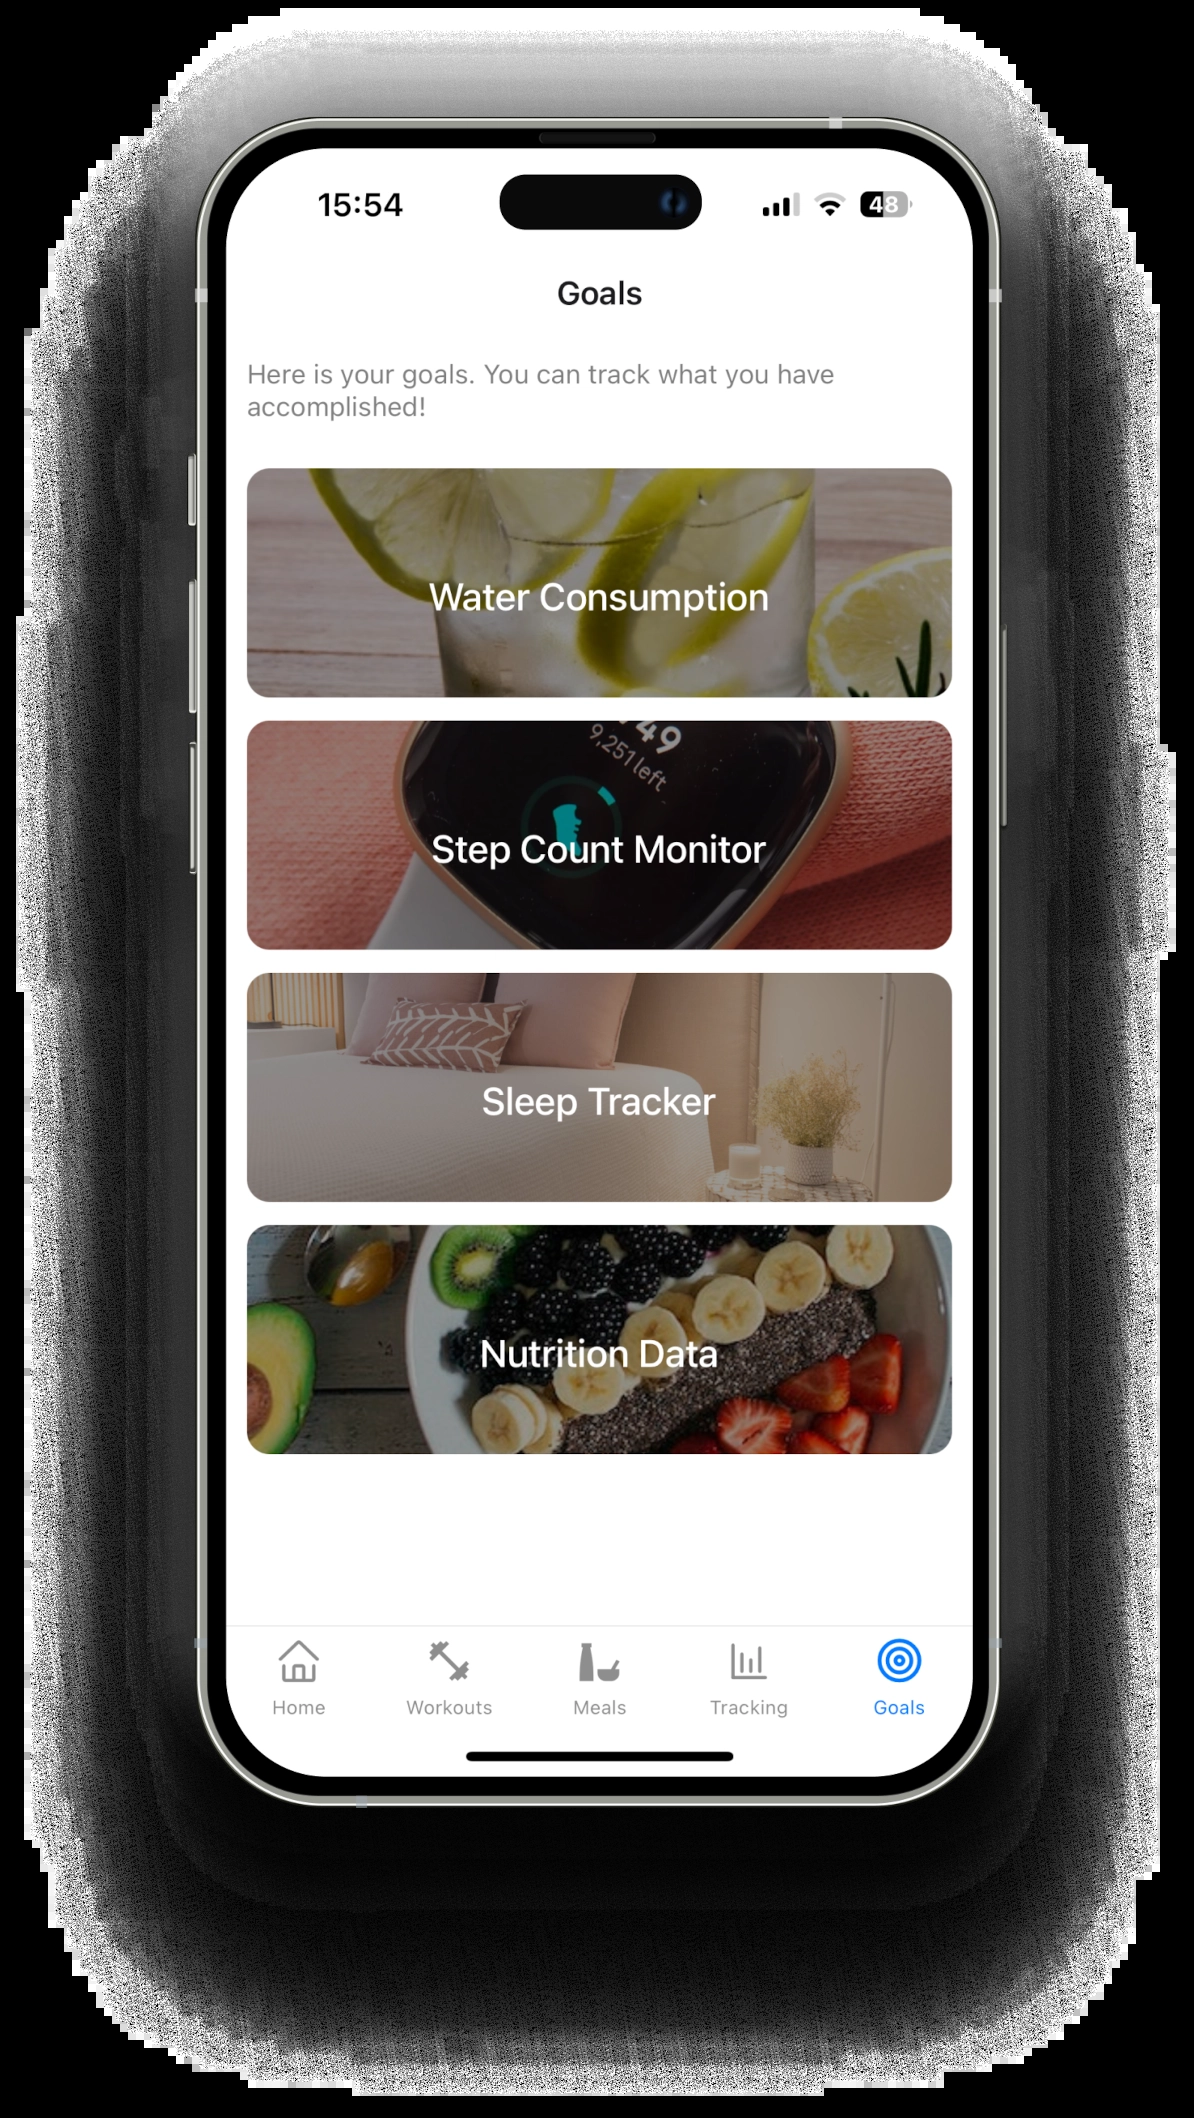 15:54
48
Goals
Here is your goals. You can track what you have
accomplished!
Water Consumption
49
9,251 left
Step Count Monitor
Sleep Tracker
Nutrition Data
Home
Workouts
Meals
Tracking
Goals